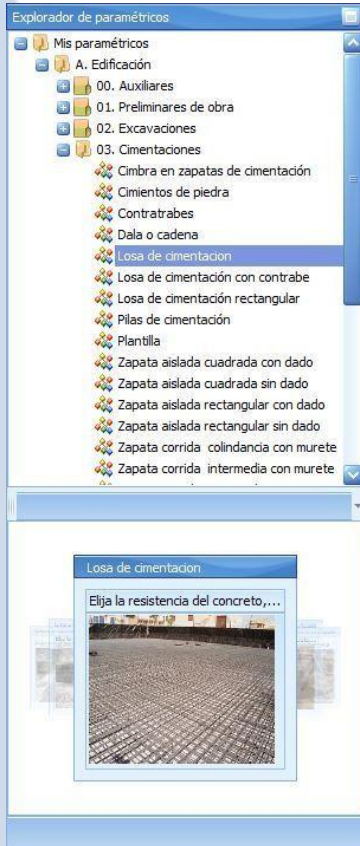 Explorador de paramétricos
Mis paramétricos
A. Edificación
00. Auxiliares
01. Preliminares de obra
02. Excavaciones
03. Cimentaciones
Cimbra en zapatas de cimentación
Cimientos de piedra
Contratrabes
Dala o cadena
Losa de cimentacion
Losa de cimentación con contrabe
Losa de cimentación rectangular
Pilas de cimentación
Plantilla
Zapata aislada cuadrada con dado
Zapata aislada cuadrada sin dado
Zapata aislada rectangular con dado
Zapata aislada rectangular sin dado
Zapata corrida  colindancia con murete
Zapata corrida  intermedia con murete
Losa de cimentacion
Elija la resistencia del concreto,...